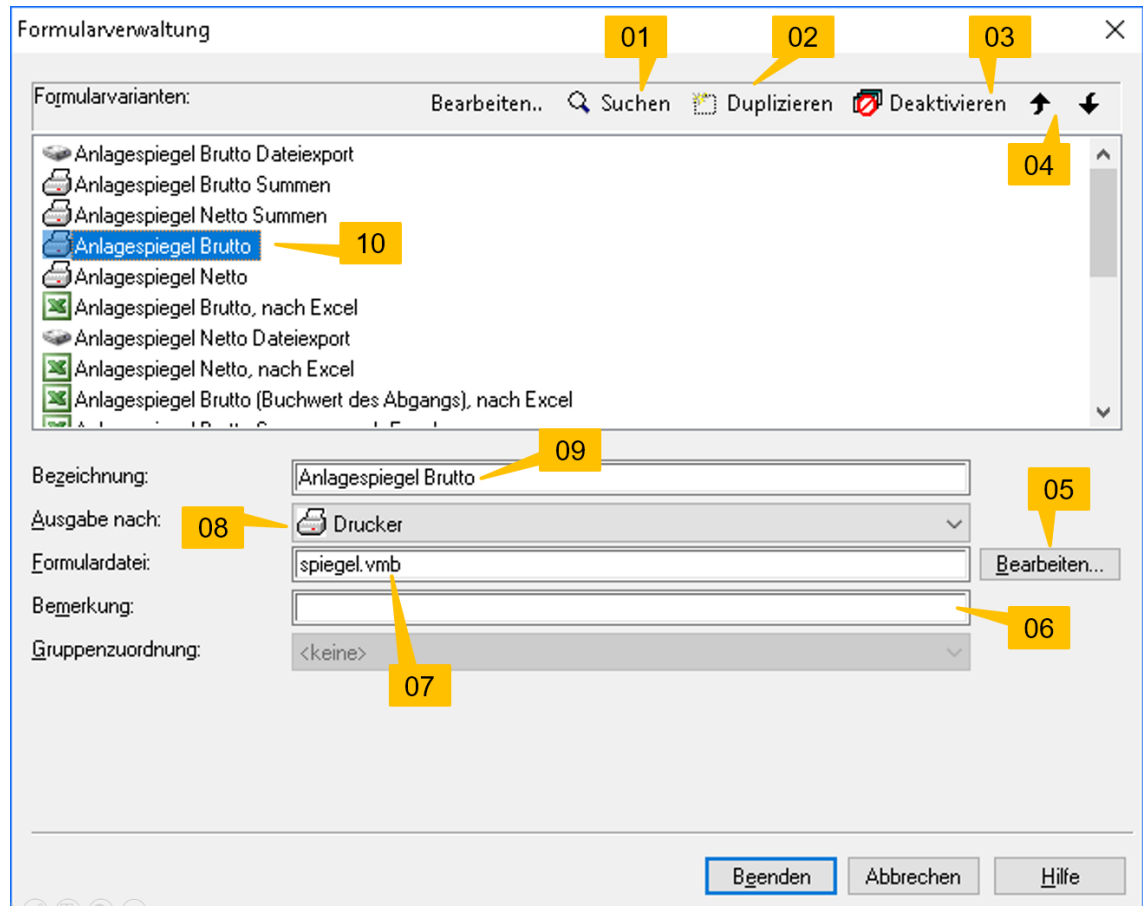 Formularverwaltung
01
02
03
Formularvarianten:
Bearbeiten.. Suchen Duplizieren Deaktivieren
04
Anlagespiegel Brutto Dateiexport
Anlagespiegel Brutto Summen
Anlagespiegel Netto Summen
Anlagespiegel Brutto
10
Anlagespiegel Netto
Anlagespiegel Brutto, nach Excel
Anlagespiegel Netto Dateiexport
Anlagespiegel Netto, nach Excel
Anlagespiegel Brutto (Buchwert des Abgangs), nach Excel
09
Bezeichnung: Anlagespiegel Brutto
05
Ausgabe nach: 08 Drucker
Formulardatei: spiegel.vmb Bearbeiten...
Bemerkung:
06
Gruppenzuordnung: <keine>
07
Beenden Abbrechen Hilfe